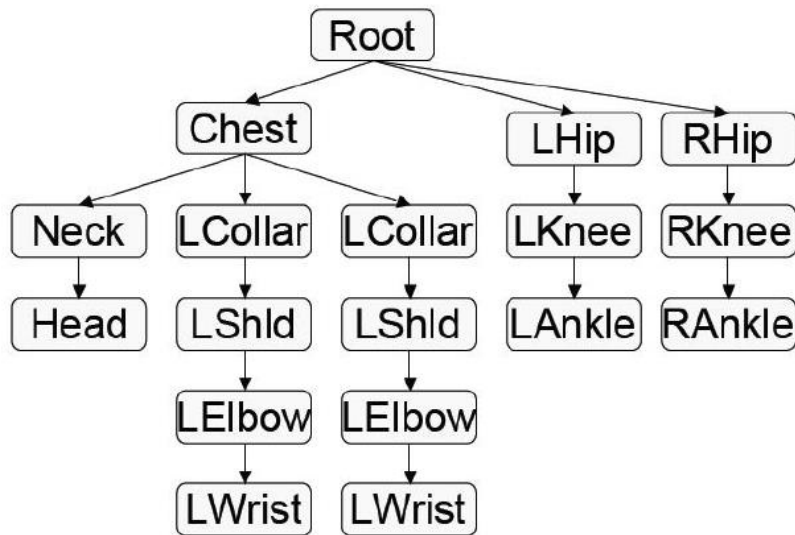 Root
Chest
LHip
RHip
Neck
LCollar
LCollar
LKnee
RKnee
Head
LShld
LShld
LAnkle
RAnkle
LElbow
LElbow
LWrist
LWrist